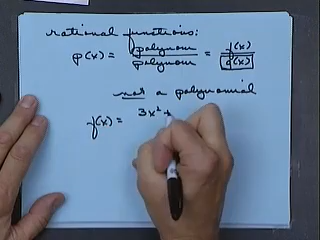 rational functions:
p(x) = polynom / polynom = f(x) / g(x)
not a polynomial
f(x) = 3x² +